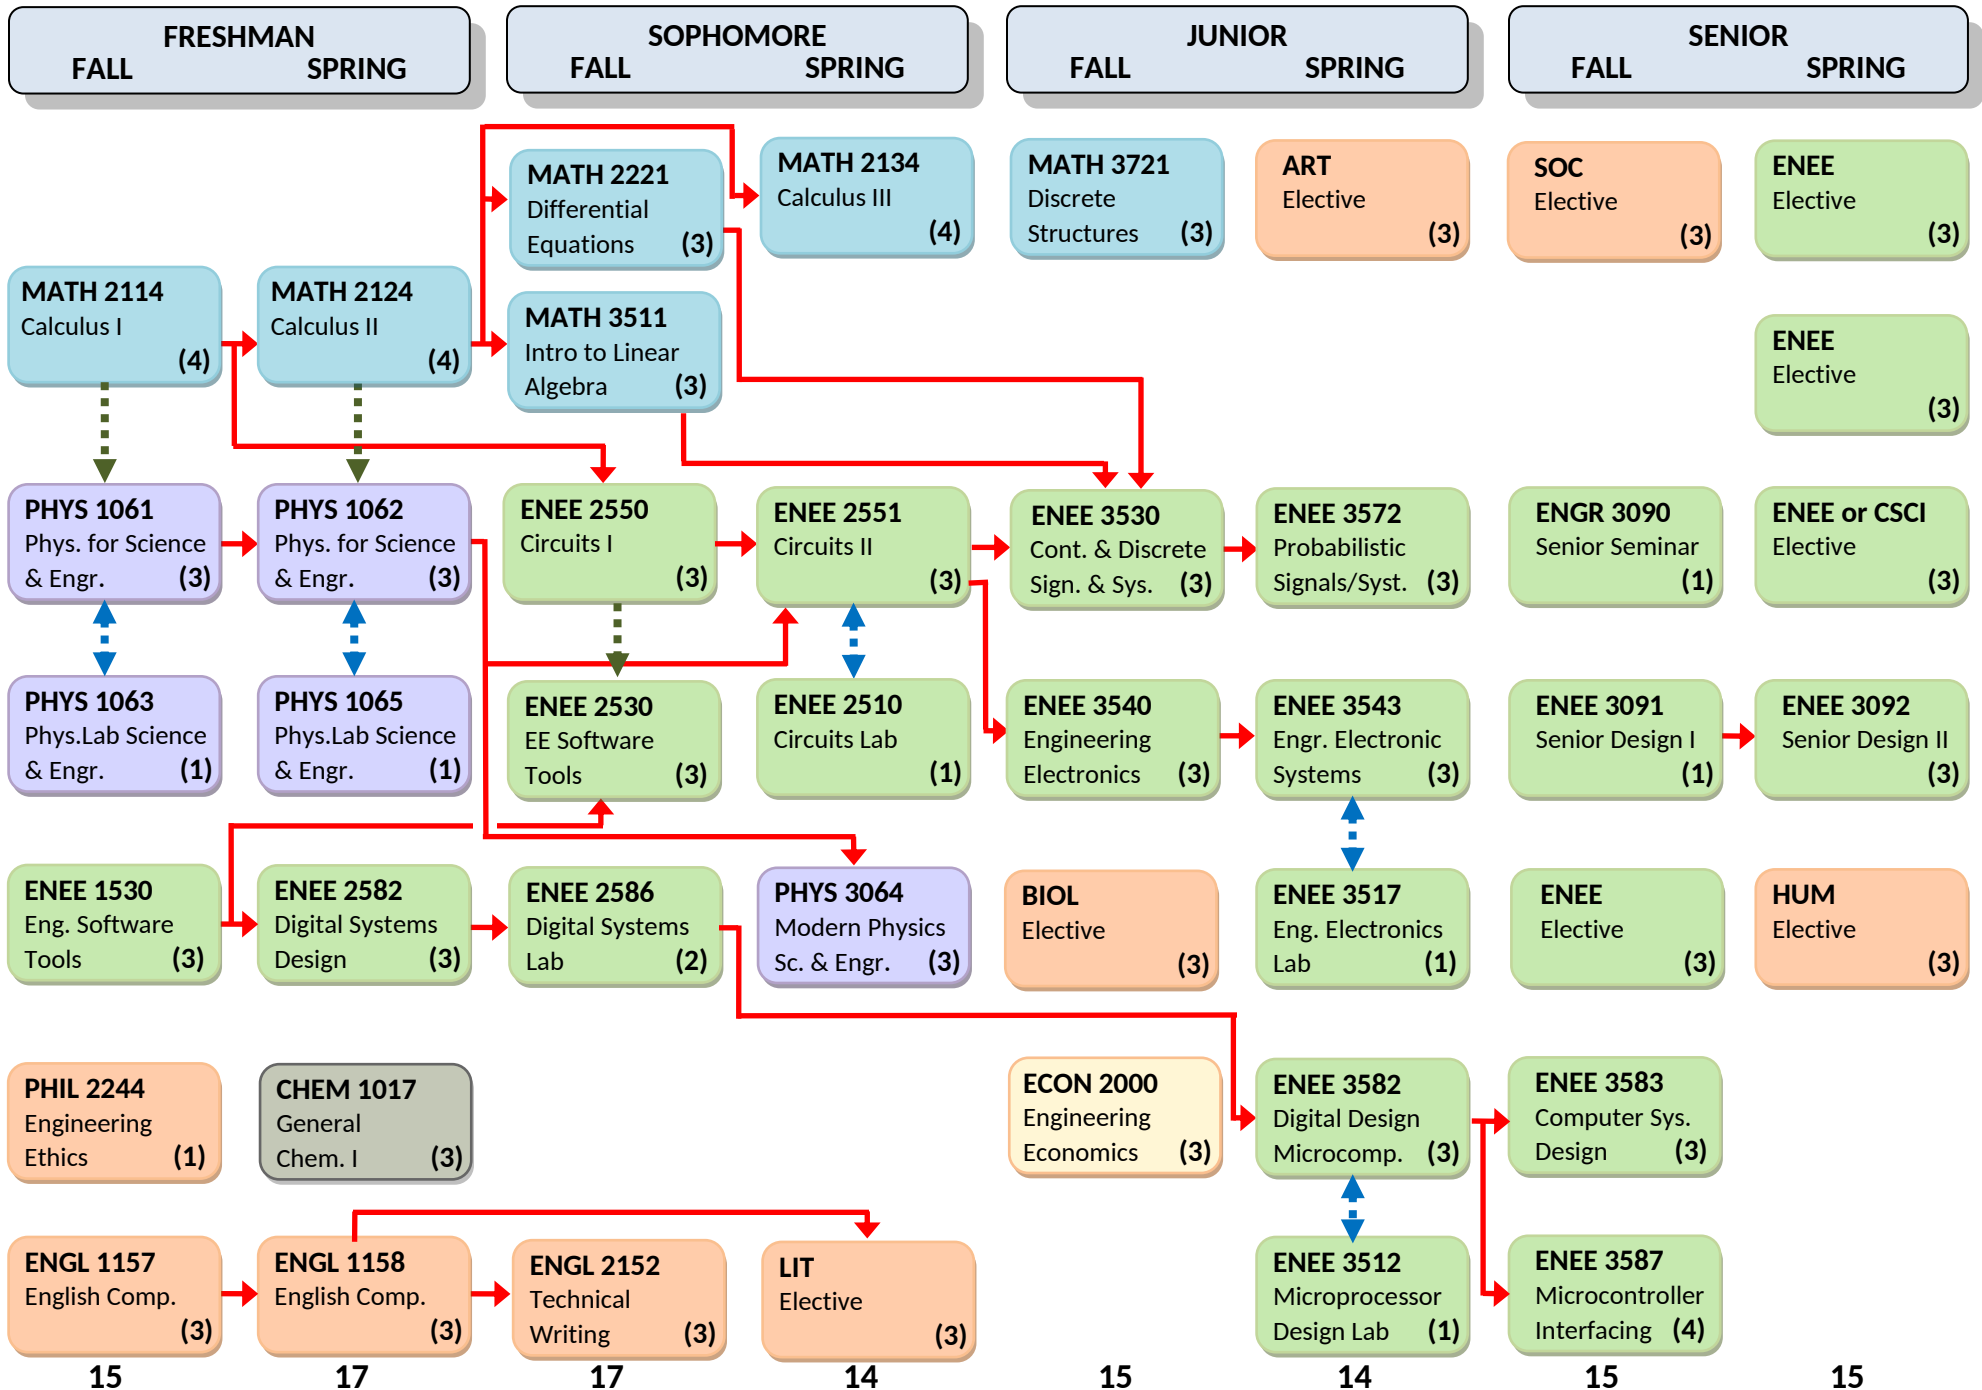 FRESHMAN
FALL SPRING
SOPHOMORE
FALL SPRING
JUNIOR
FALL SPRING
SENIOR
FALL SPRING
MATH 2221
Differential
Equations (3)
MATH 2134
Calculus III
(4)
MATH 3721
Discrete
Structures (3)
ART
Elective
(3)
SOC
Elective
(3)
ENEE
Elective
(3)
MATH 2114
Calculus I
(4)
MATH 2124
Calculus II
(4)
MATH 3511
Intro to Linear
Algebra (3)
ENEE
Elective
(3)
PHYS 1061
Phys. for Science
& Engr. (3)
PHYS 1062
Phys. for Science
& Engr. (3)
ENEE 2550
Circuits I
(3)
ENEE 2551
Circuits II
(3)
ENEE 3530
Cont. & Discrete
Sign. & Sys. (3)
ENEE 3572
Probabilistic
Signals/Syst. (3)
ENGR 3090
Senior Seminar
(1)
ENEE or CSCI
Elective
(3)
PHYS 1063
Phys.Lab Science
& Engr. (1)
PHYS 1065
Phys.Lab Science
& Engr. (1)
ENEE 2530
EE Software
Tools (3)
ENEE 2510
Circuits Lab
(1)
ENEE 3540
Engineering
Electronics (3)
ENEE 3543
Engr. Electronic
Systems (3)
ENEE 3091
Senior Design I
(1)
ENEE 3092
Senior Design II
(3)
ENEE 1530
Eng. Software
Tools (3)
ENEE 2582
Digital Systems
Design (3)
ENEE 2586
Digital Systems
Lab (2)
PHYS 3064
Modern Physics
Sc. & Engr. (3)
BIOL
Elective
(3)
ENEE 3517
Eng. Electronics
Lab (1)
ENEE
Elective
(3)
HUM
Elective
(3)
PHIL 2244
Engineering
Ethics (1)
CHEM 1017
General
Chem. I (3)
ECON 2000
Engineering
Economics (3)
ENEE 3582
Digital Design
Microcomp. (3)
ENEE 3583
Computer Sys.
Design (3)
ENGL 1157
English Comp.
(3)
ENGL 1158
English Comp.
(3)
ENGL 2152
Technical
Writing (3)
LIT
Elective
(3)
ENEE 3512
Microprocessor
Design Lab (1)
ENEE 3587
Microcontroller
Interfacing (4)
15 17 17 14 15 14 15 15